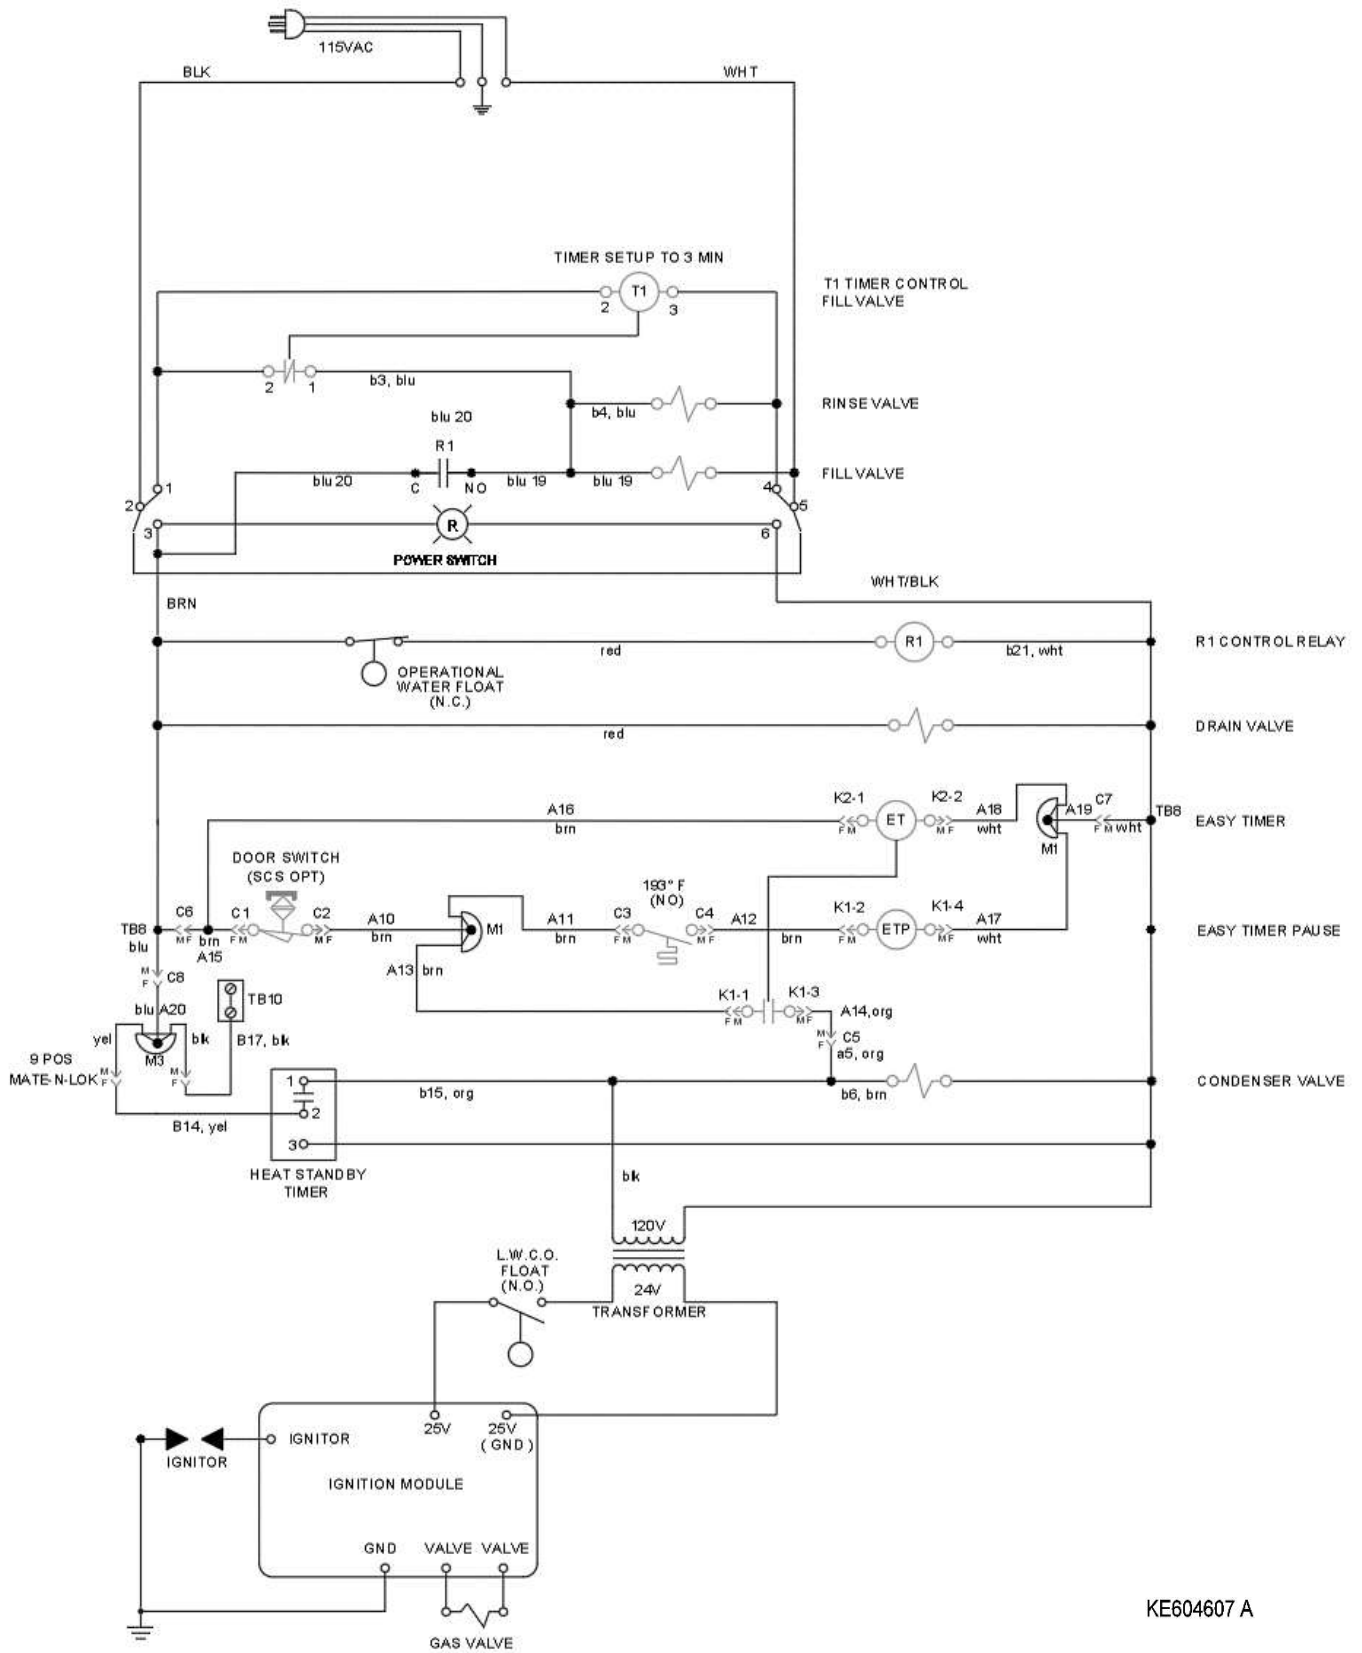 115VAC
BLK
WHT
TIMER SETUP TO 3 MIN
T1
2
3
T1 TIMER CONTROL
FILL VALVE
2
1
b3, blu
b4, blu
RINSE VALVE
blu 20
R1
blu 20
C
NO
blu 19
blu 19
FILL VALVE
1
2
3
4
5
6
R
POWER SWITCH
WHT/BLK
BRN
red
R1
b21, wht
R1 CONTROL RELAY
OPERATIONAL
WATER FLOAT
(N.C.)
red
DRAIN VALVE
A16
brn
K2-1
F M
ET
K2-2
M F
A18
wht
A19
C7
F M
wht
TB8
M1
EASY TIMER
DOOR SWITCH
(SCS OPT)
193° F
(NO)
TB8
blu
C6
M F
brn
A15
C1
F M
C2
M F
A10
brn
M1
A11
brn
C3
F M
C4
M F
A12
brn
K1-2
F M
ETP
K1-4
M F
A17
wht
EASY TIMER PAUSE
A13
brn
K1-1
F M
K1-3
M F
A14,org
M
F
C5
a5, org
M
F
C8
blu A20
TB10
yel
blk
B17, blk
M3
9 POS
MATE-N-LOK
M
F
M
F
1
2
3
b15, org
b6, brn
CONDENSER VALVE
B14, yel
HEAT STANDBY
TIMER
blk
120V
24V
TRANSFORMER
L.W.C.O.
FLOAT
(N.O.)
25V
25V
(GND)
IGNITOR
IGNITOR
IGNITION MODULE
GND
VALVE
VALVE
GAS VALVE
KE604607 A